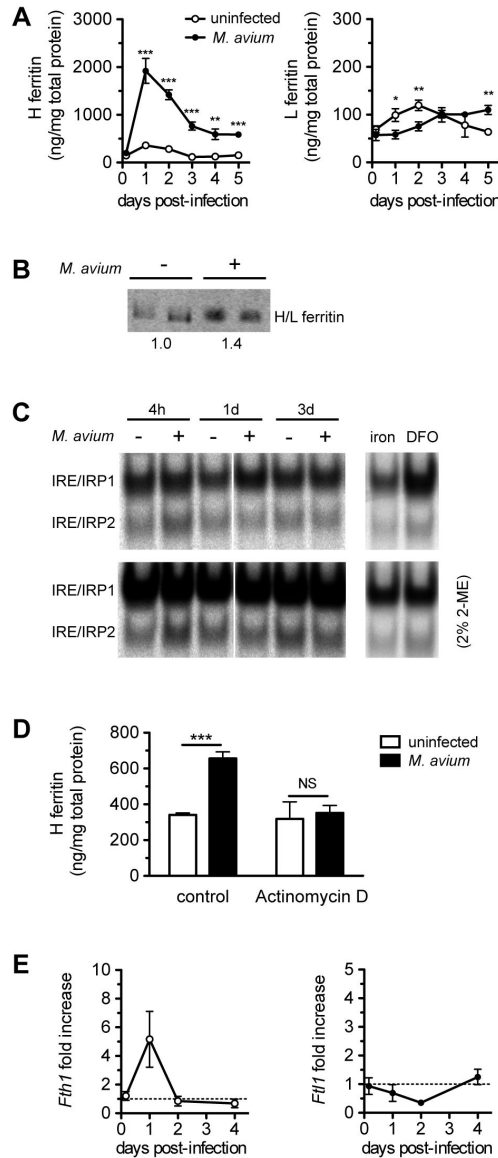 A
uninfected
M. avium
H ferritin
(ng/mg total protein)
3000
2000
1000
0
*** *** *** ** ***
0 1 2 3 4 5
days post-infection
L ferritin
(ng/mg total protein)
200
150
100
50
0
* ** **
0 1 2 3 4 5
days post-infection
B
M. avium - +
H/L ferritin
1.0 1.4
C
4h 1d 3d
M. avium - + - + - + iron DFO
IRE/IRP1
IRE/IRP2
IRE/IRP1
IRE/IRP2
(2% 2-ME)
D
H ferritin
(ng/mg total protein)
800
600
400
200
0
***
NS
control Actinomycin D
uninfected
M. avium
E
Fth1 fold increase
10
8
6
4
2
0
0 1 2 3 4
days post-infection
Ftl1 fold increase
5
4
3
2
1
0
0 1 2 3 4
days post-infection